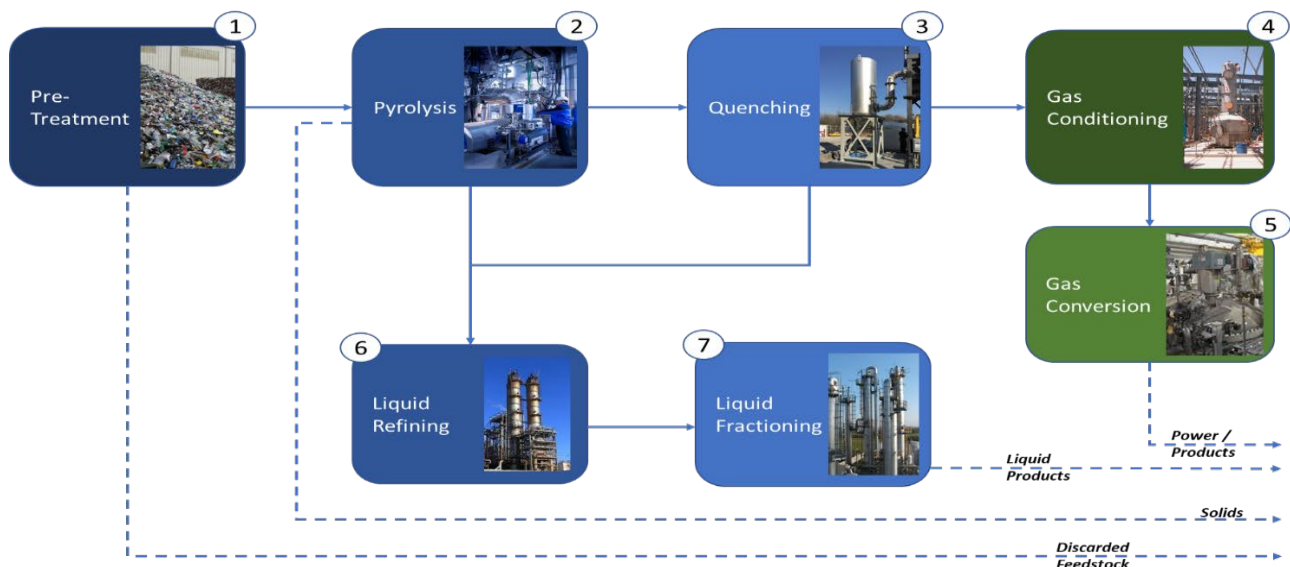 1
Pre-
Treatment
2
Pyrolysis
3
Quenching
4
Gas
Conditioning
5
Gas
Conversion
6
Liquid
Refining
7
Liquid
Fractioning
Power /
Products
Liquid
Products
Solids
Discarded
Feedstock